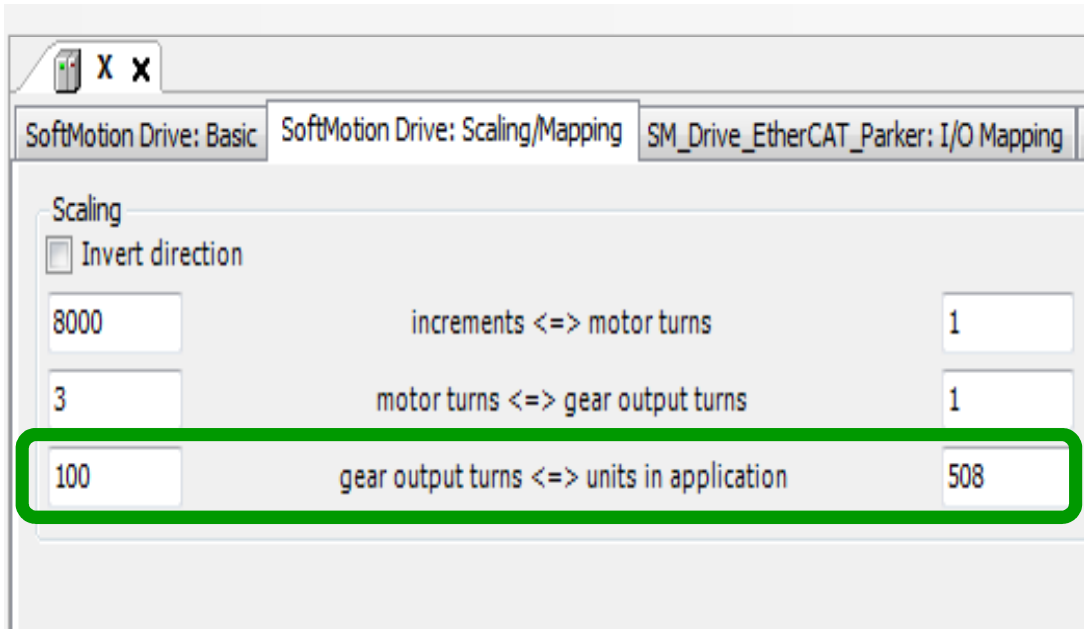 X x
SoftMotion Drive: Basic SoftMotion Drive: Scaling/Mapping SM_Drive_EtherCAT_Parker: I/O Mapping
Scaling
Invert direction
8000 increments <=> motor turns 1
3 motor turns <=> gear output turns 1
100 gear output turns <=> units in application 508